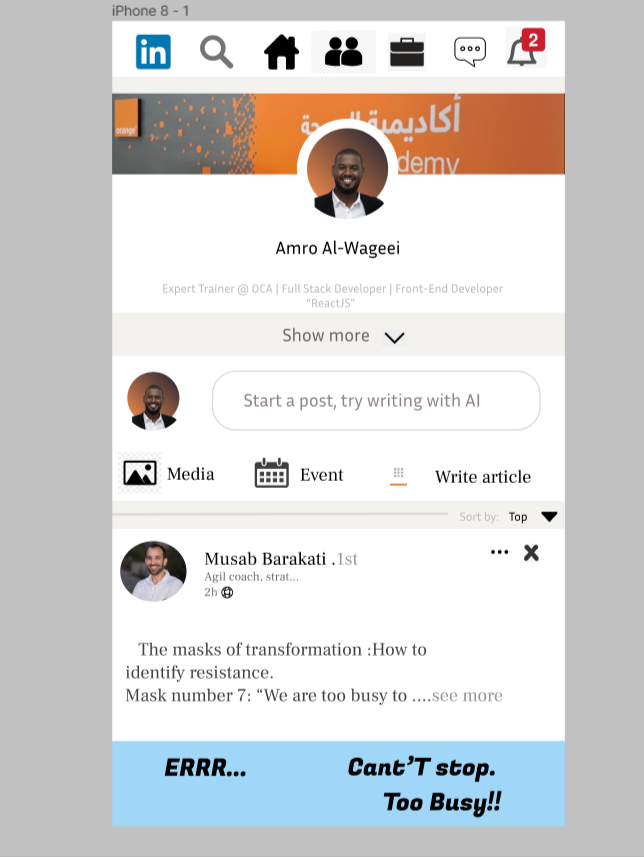 iPhone 8 - 1
in
2
orange
أكاديمية
demy
Amro Al-Wageei
Expert Trainer @ OCA | Full Stack Developer | Front-End Developer
"ReactJS"
Show more
Start a post, try writing with AI
Media
Event
Write article
Sort by: Top
Musab Barakati .1st
Agil coach, strat...
2h
The masks of transformation :How to
identify resistance.
Mask number 7: “We are too busy to ....see more
ERRR... Cant’T stop.
Too Busy!!